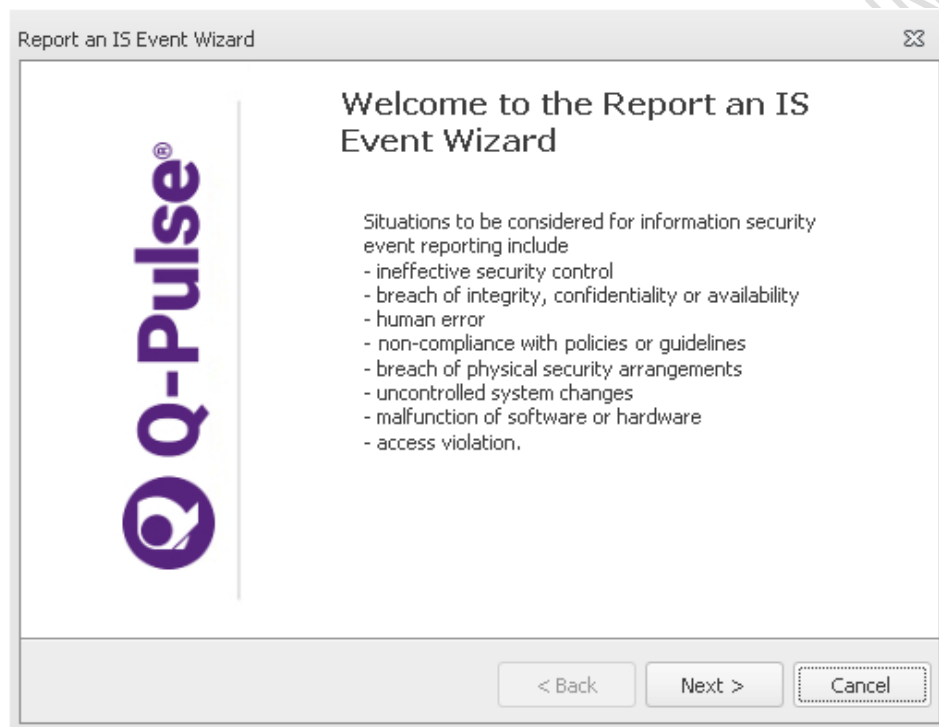 Report an IS Event Wizard
Welcome to the Report an IS
Event Wizard
Q-Pulse®
Situations to be considered for information security
event reporting include
- ineffective security control
- breach of integrity, confidentiality or availability
- human error
- non-compliance with policies or guidelines
- breach of physical security arrangements
- uncontrolled system changes
- malfunction of software or hardware
- access violation.
< Back
Next >
Cancel